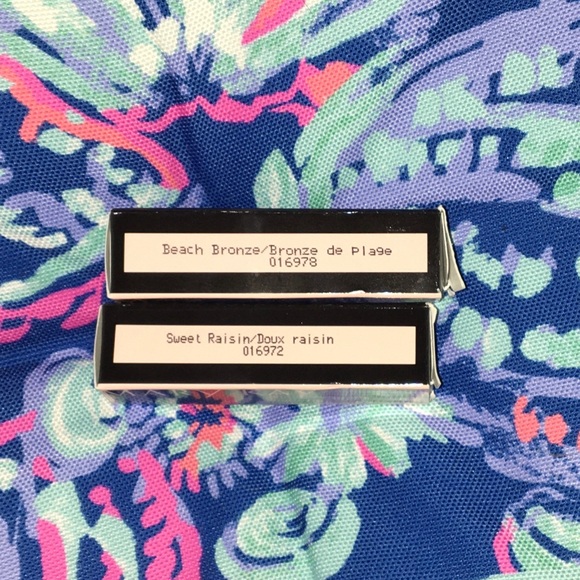 Beach Bronze/Bronze de Plage
016978
Sweet Raisin/Doux raisin
016972